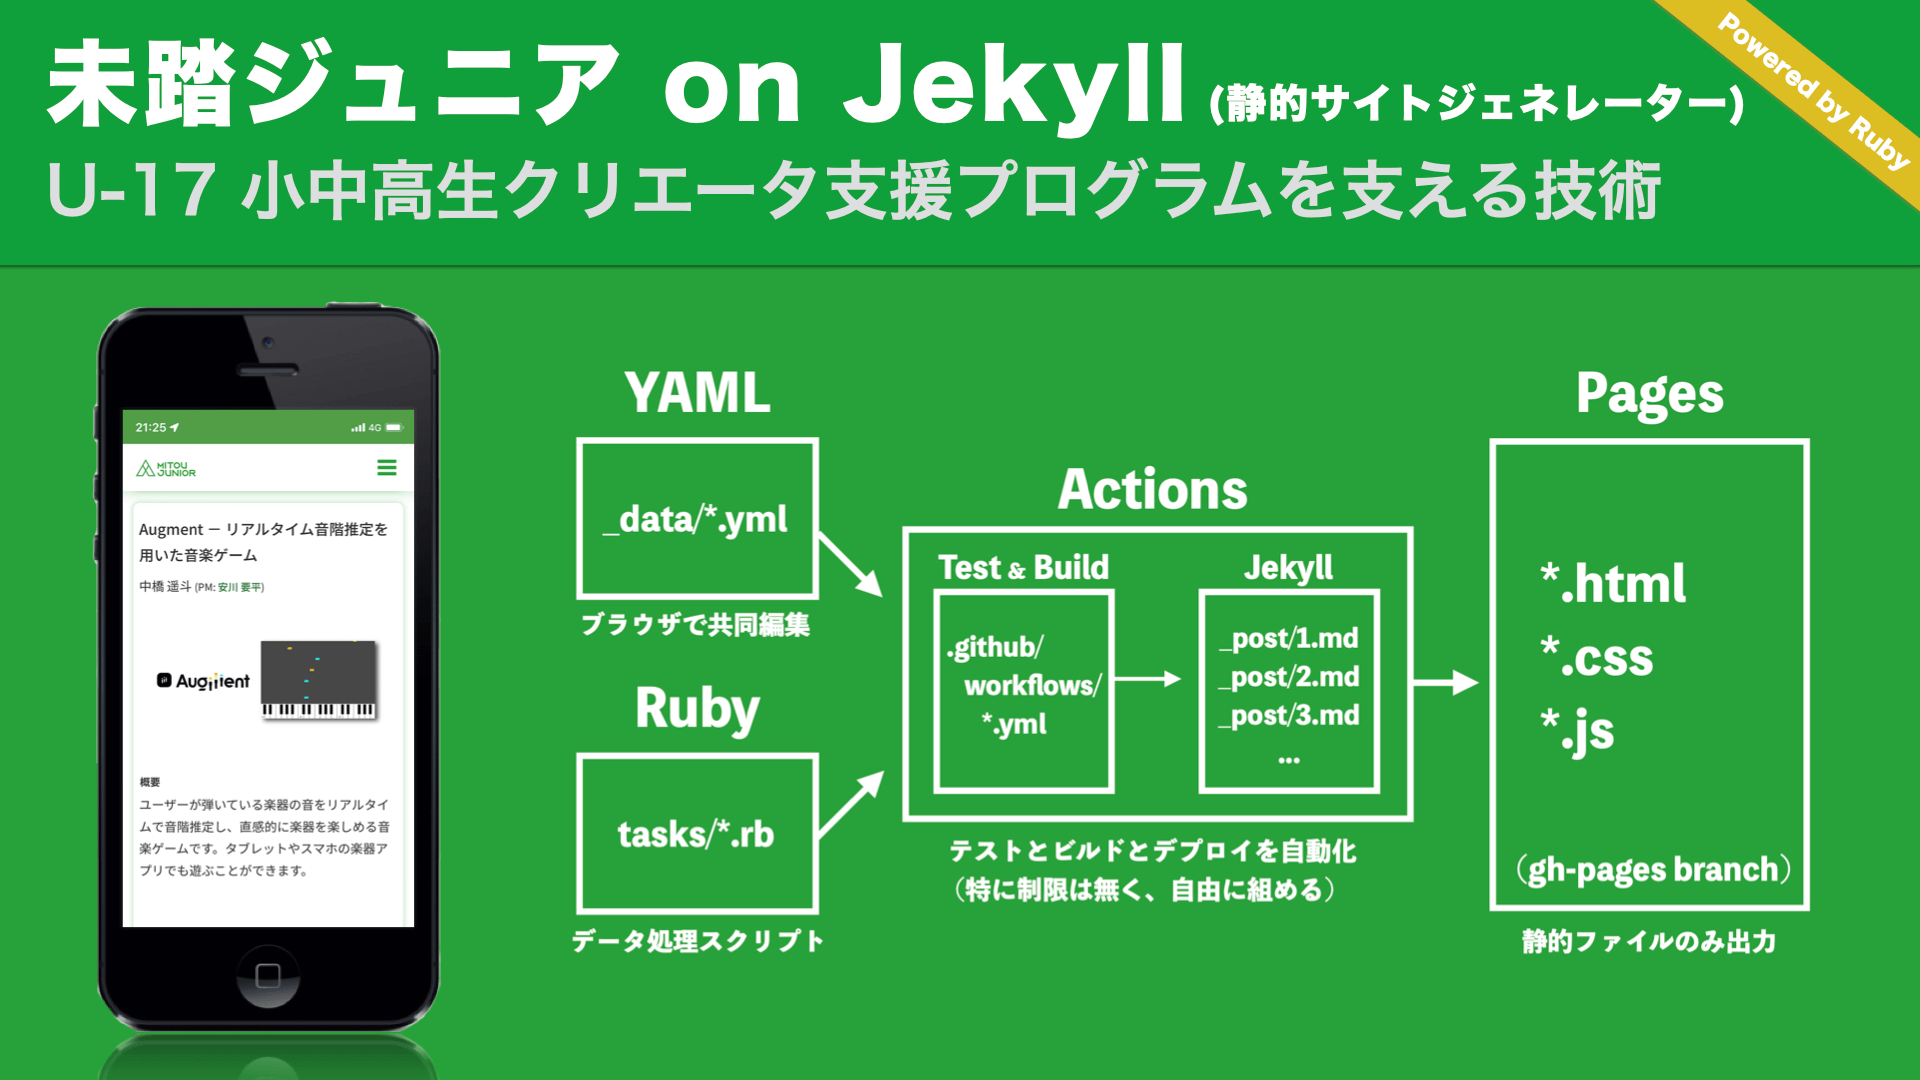 未踏ジュニア on Jekyll (静的サイトジェネレーター)
U-17 小中高生クリエータ支援プログラムを支える技術
Powered by Ruby
21:25
4G
MITOU
JUNIOR
Augment － リアルタイム音階推定を
用いた音楽ゲーム
中橋 遥斗 (PM: 安川 要平)
Augment
概要
ユーザーが弾いている楽器の音をリアルタイ
ムで音階推定し、直感的に楽器を楽しめる音
楽ゲームです。タブレットやスマホの楽器ア
プリでも遊ぶことができます。
YAML
_data/*.yml
ブラウザで共同編集
Ruby
tasks/*.rb
データ処理スクリプト
Actions
Test & Build
.github/
workflows/
*.yml
Jekyll
_post/1.md
_post/2.md
_post/3.md
...
テストとビルドとデプロイを自動化
（特に制限は無く、自由に組める）
Pages
*.html
*.css
*.js
（gh-pages branch）
静的ファイルのみ出力